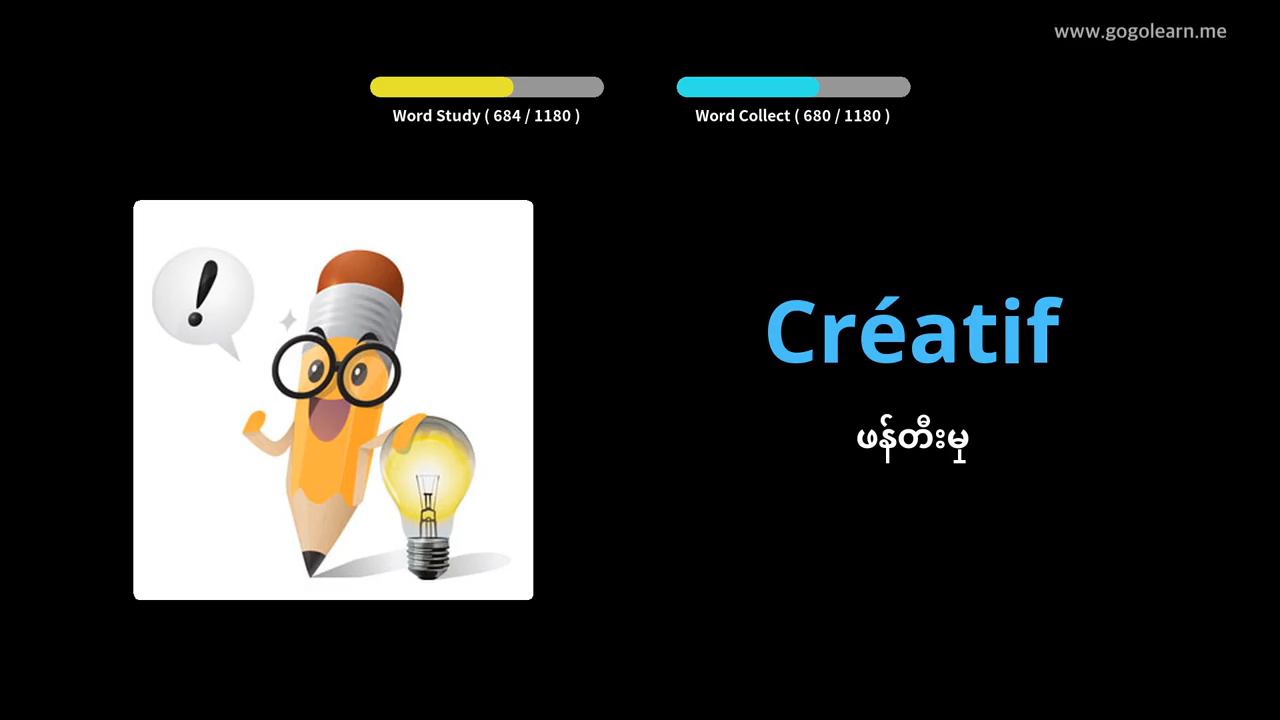 www.gogolearn.me
Word Study ( 684 / 1180 )
Word Collect ( 680 / 1180 )
!
Créatif
ဖန်တီးမှု